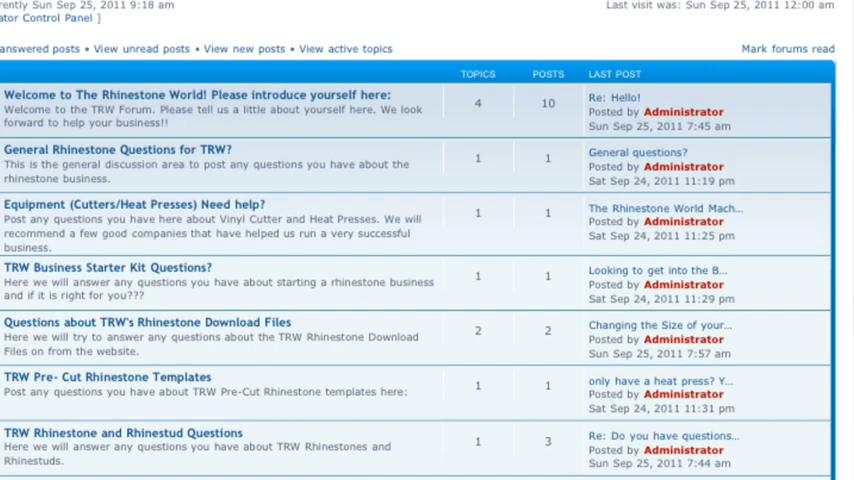 rently Sun Sep 25, 2011 9:18 am
Last visit was: Sun Sep 25, 2011 12:00 am
ator Control Panel ]
answered posts • View unread posts • View new posts • View active topics
Mark forums read
TOPICS POSTS LAST POST
Welcome to The Rhinestone World! Please introduce yourself here:
Welcome to the TRW Forum. Please tell us a little about yourself here. We look
forward to help your business!!
4
10
Re: Hello!
Posted by Administrator
Sun Sep 25, 2011 7:45 am
General Rhinestone Questions for TRW?
This is the general discussion area to post any questions you have about the
rhinestone business.
1
1
General questions?
Posted by Administrator
Sat Sep 24, 2011 11:19 pm
Equipment (Cutters/Heat Presses) Need help?
Post any questions you have here about Vinyl Cutter and Heat Presses. We will
recommend a few good companies that have helped us run a very successful
business.
1
1
The Rhinestone World Mach...
Posted by Administrator
Sat Sep 24, 2011 11:25 pm
TRW Business Starter Kit Questions?
Here we will answer any questions you have about starting a rhinestone business
and if it is right for you???
1
1
Looking to get into the B...
Posted by Administrator
Sat Sep 24, 2011 11:29 pm
Questions about TRW's Rhinestone Download Files
Here we will try to answer any questions about the TRW Rhinestone Download
Files on from the website.
2
2
Changing the Size of your...
Posted by Administrator
Sun Sep 25, 2011 7:57 am
TRW Pre- Cut Rhinestone Templates
Post any questions you have about TRW Pre-Cut Rhinestone templates here:
1
1
only have a heat press? Y...
Posted by Administrator
Sat Sep 24, 2011 11:31 pm
TRW Rhinestone and Rhinestud Questions
Here we will answer any questions you have about TRW Rhinestones and
Rhinestuds.
1
3
Re: Do you have questions...
Posted by Administrator
Sun Sep 25, 2011 7:44 am